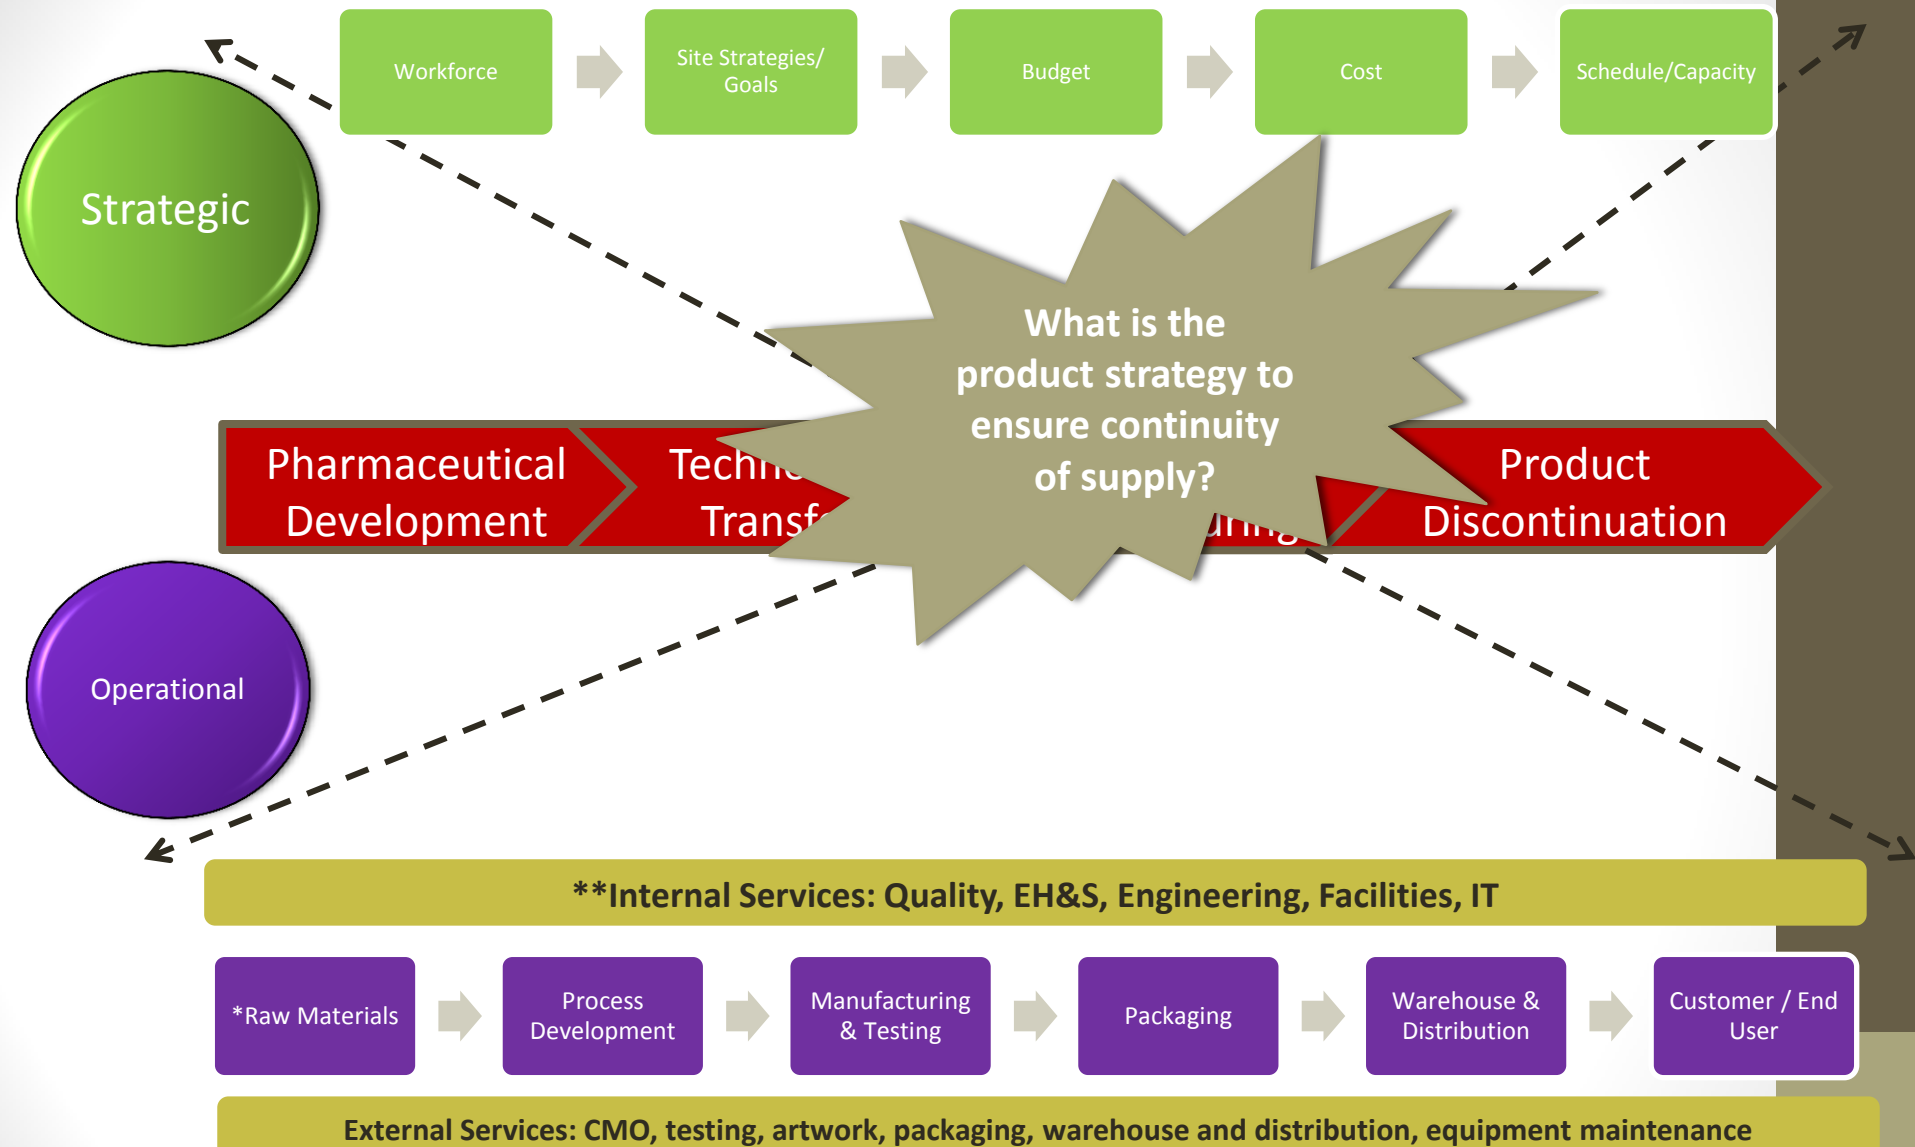 Workforce
Site Strategies/
Goals
Budget
Cost
Schedule/Capacity
Strategic
What is the
product strategy to
ensure continuity
of supply?
Pharmaceutical
Development
Product
Discontinuation
Operational
**Internal Services: Quality, EH&S, Engineering, Facilities, IT
*Raw Materials
Process
Development
Manufacturing
& Testing
Packaging
Warehouse &
Distribution
Customer / End
User
External Services: CMO, testing, artwork, packaging, warehouse and distribution, equipment maintenance